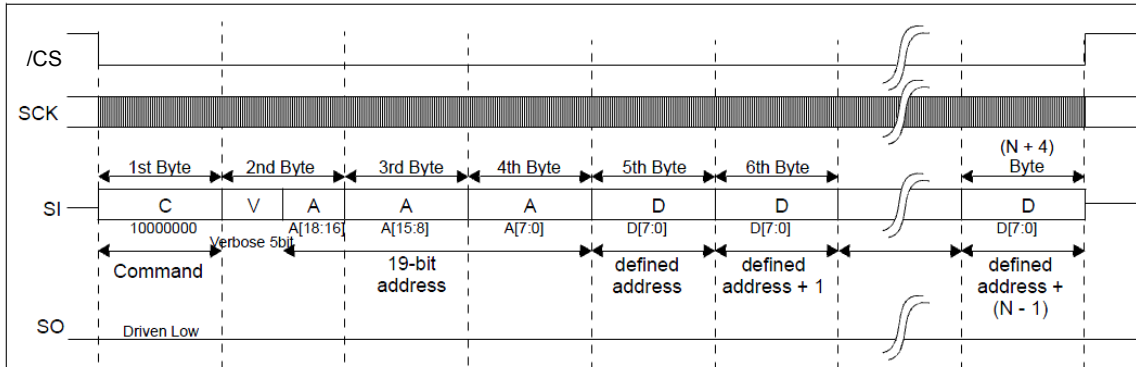 /CS
SCK
1st Byte 2nd Byte 3rd Byte 4th Byte 5th Byte 6th Byte (N + 4) Byte
SI C V A A A D D D
10000000 Verbose 5bit A[18:16] A[15:8] A[7:0] D[7:0] D[7:0] D[7:0]
Command 19-bit address defined address defined address + 1 defined address + (N - 1)
SO Driven Low